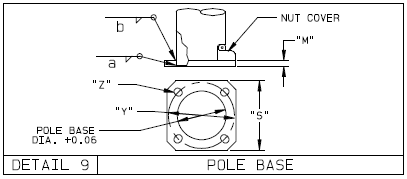 b
NUT COVER
"M"
a
"Z"
"Y"
"S"
POLE BASE
DIA. +0.06
DETAIL 9
POLE BASE